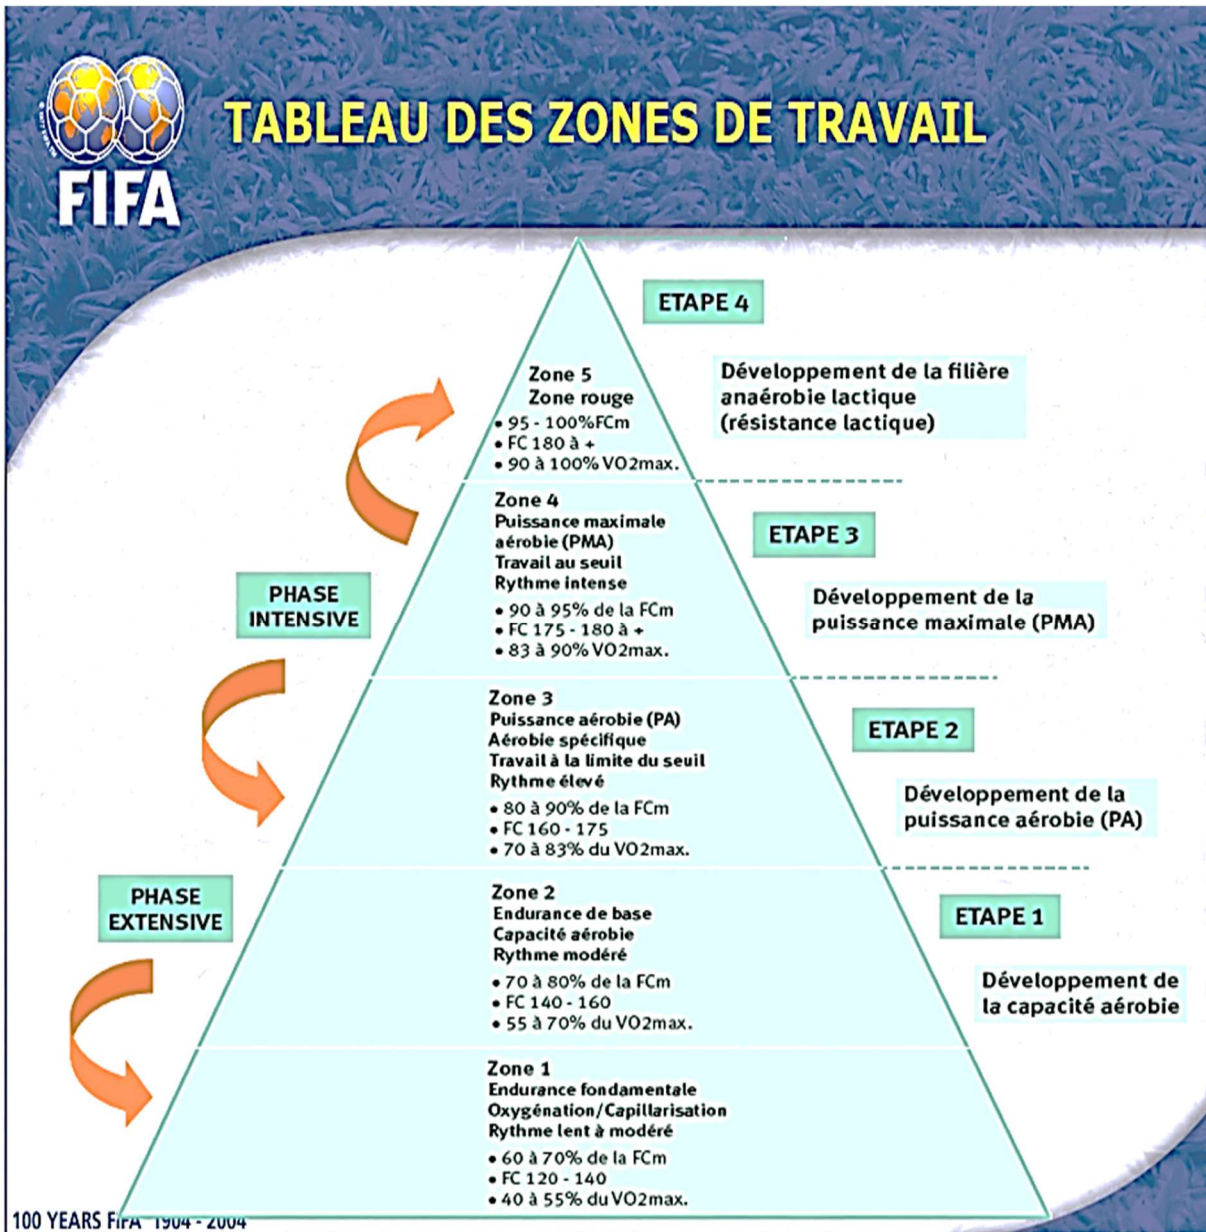 FIFA
TABLEAU DES ZONES DE TRAVAIL
ETAPE 4
Développement de la filière
anaérobie lactique
(résistance lactique)
Zone 5
Zone rouge
• 95 - 100%FCm
• FC 180 à +
• 90 à 100% VO2max.
ETAPE 3
Développement de la
puissance maximale (PMA)
Zone 4
Puissance maximale
aérobie (PMA)
Travail au seuil
Rythme intense
• 90 à 95% de la FCm
• FC 175 - 180 à +
• 83 à 90% VO2max.
PHASE
INTENSIVE
ETAPE 2
Développement de la
puissance aérobie (PA)
Zone 3
Puissance aérobie (PA)
Aérobie spécifique
Travail à la limite du seuil
Rythme élevé
• 80 à 90% de la FCm
• FC 160 - 175
• 70 à 83% du VO2max.
PHASE
EXTENSIVE
ETAPE 1
Développement de
la capacité aérobie
Zone 2
Endurance de base
Capacité aérobie
Rythme modéré
• 70 à 80% de la FCm
• FC 140 - 160
• 55 à 70% du VO2max.
Zone 1
Endurance fondamentale
Oxygénation/Capillarisation
Rythme lent à modéré
• 60 à 70% de la FCm
• FC 120 - 140
• 40 à 55% du VO2max.
100 YEARS FIFA 1904 - 2004